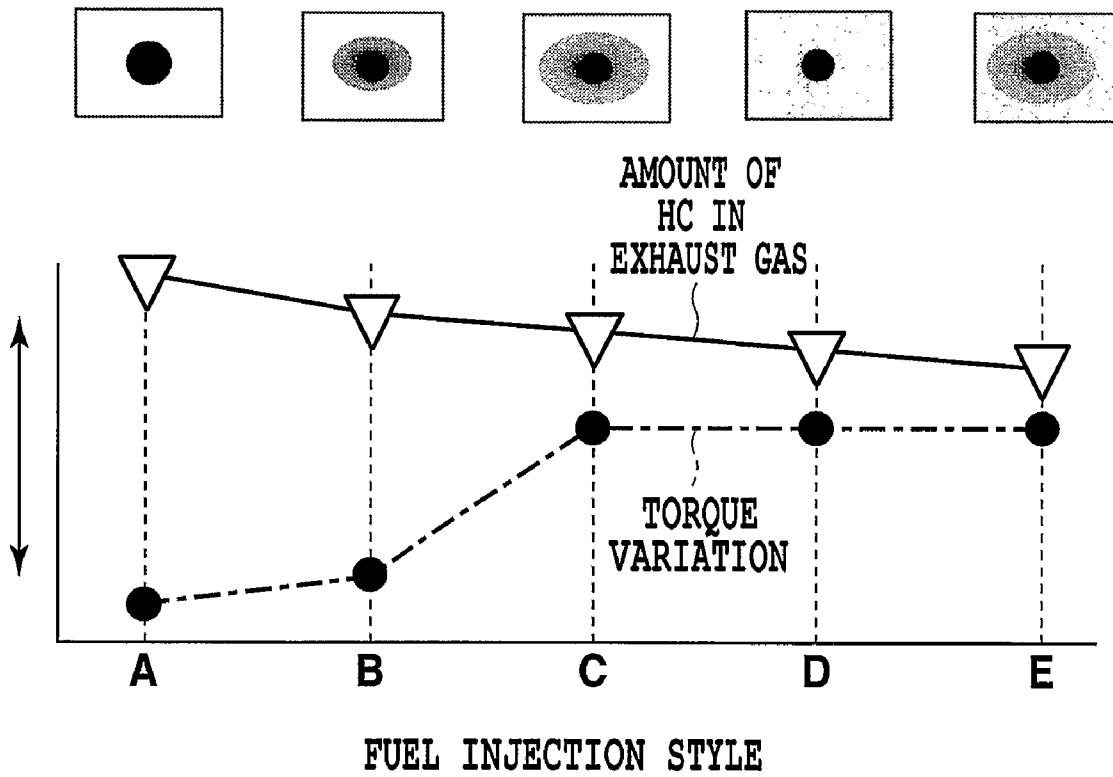 AMOUNT OF
HC IN
EXHAUST GAS
TORQUE
VARIATION
A B C D E
FUEL INJECTION STYLE